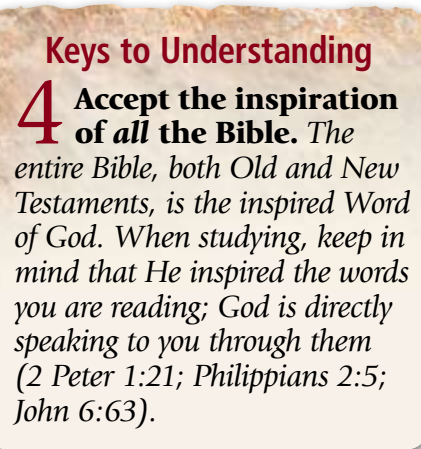 Keys to Understanding
4 Accept the inspiration
of all the Bible. The
entire Bible, both Old and New
Testaments, is the inspired Word
of God. When studying, keep in
mind that He inspired the words
you are reading; God is directly
speaking to you through them
(2 Peter 1:21; Philippians 2:5;
John 6:63).